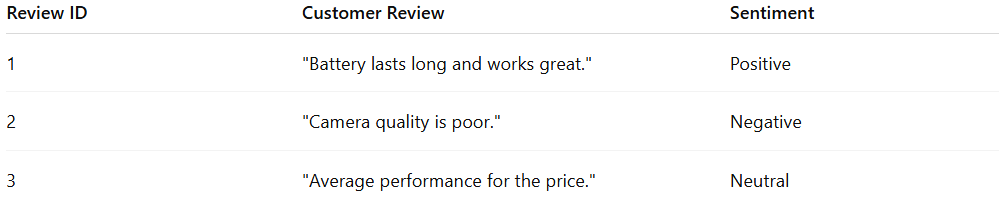 Review ID Customer Review Sentiment
1 "Battery lasts long and works great." Positive
2 "Camera quality is poor." Negative
3 "Average performance for the price." Neutral